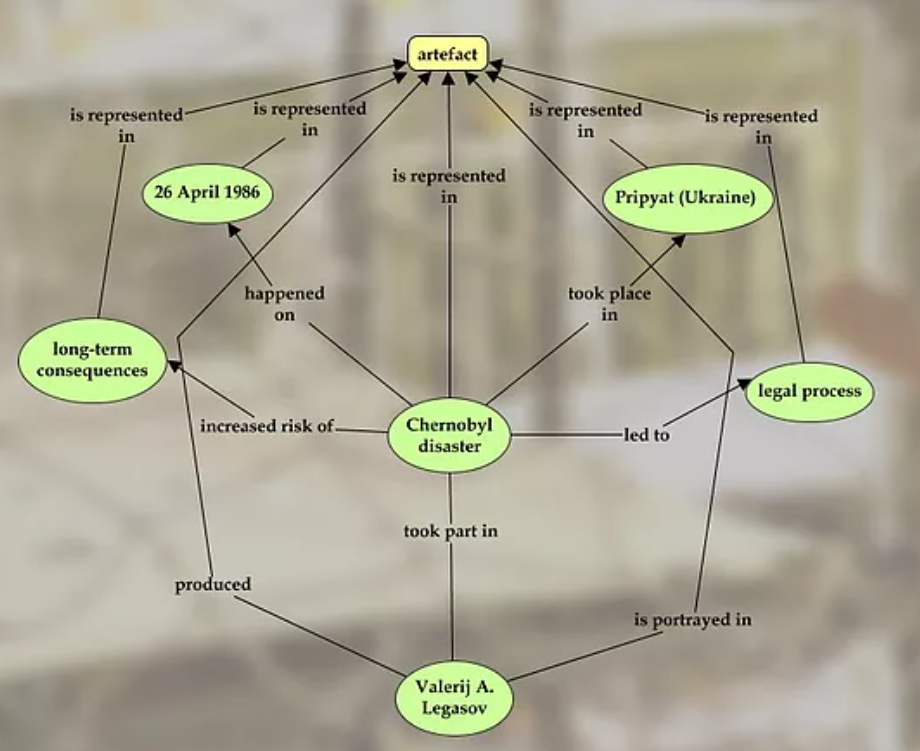 artefact
is represented
in
is represented
in
is represented
in
is represented
in
26 April 1986
is represented
in
Pripyat (Ukraine)
happened
on
took place
in
long-term
consequences
legal process
increased risk of
Chernobyl
disaster
led to
took part in
produced
is portrayed in
Valerij A.
Legasov